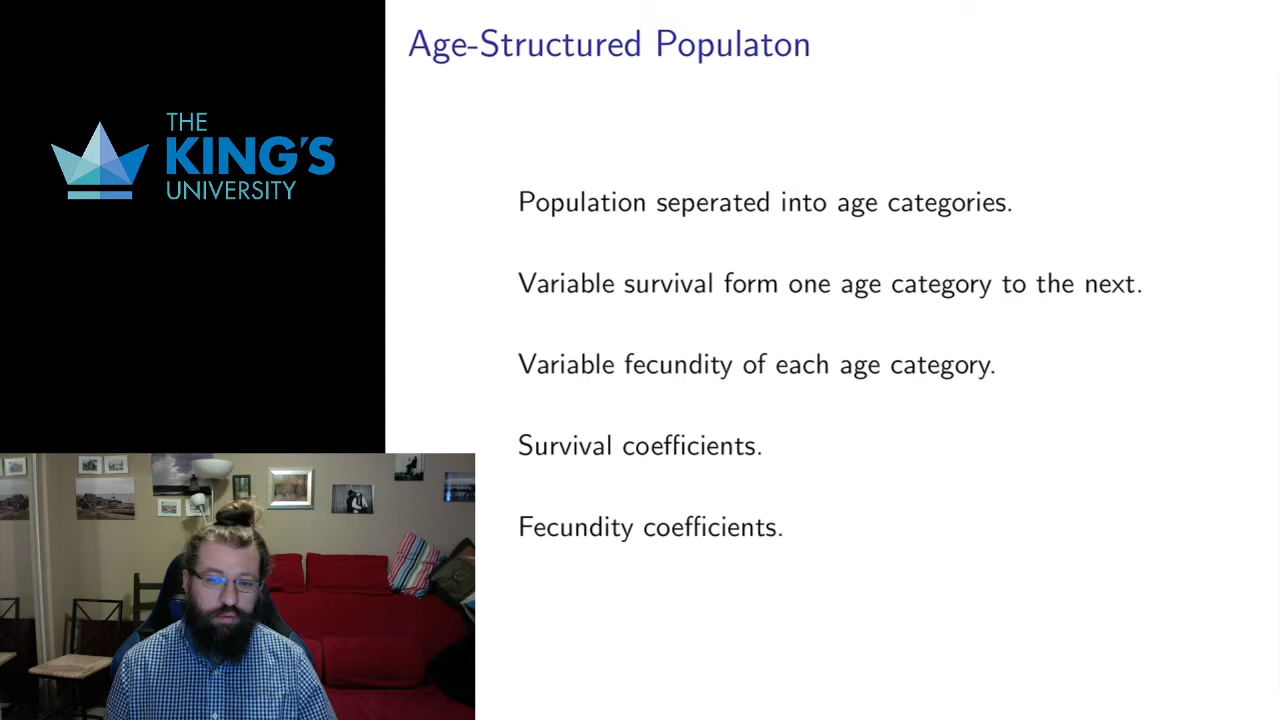 Age-Structured Populaton
THE
KING'S
UNIVERSITY
Population seperated into age categories.
Variable survival form one age category to the next.
Variable fecundity of each age category.
Survival coefficients.
Fecundity coefficients.